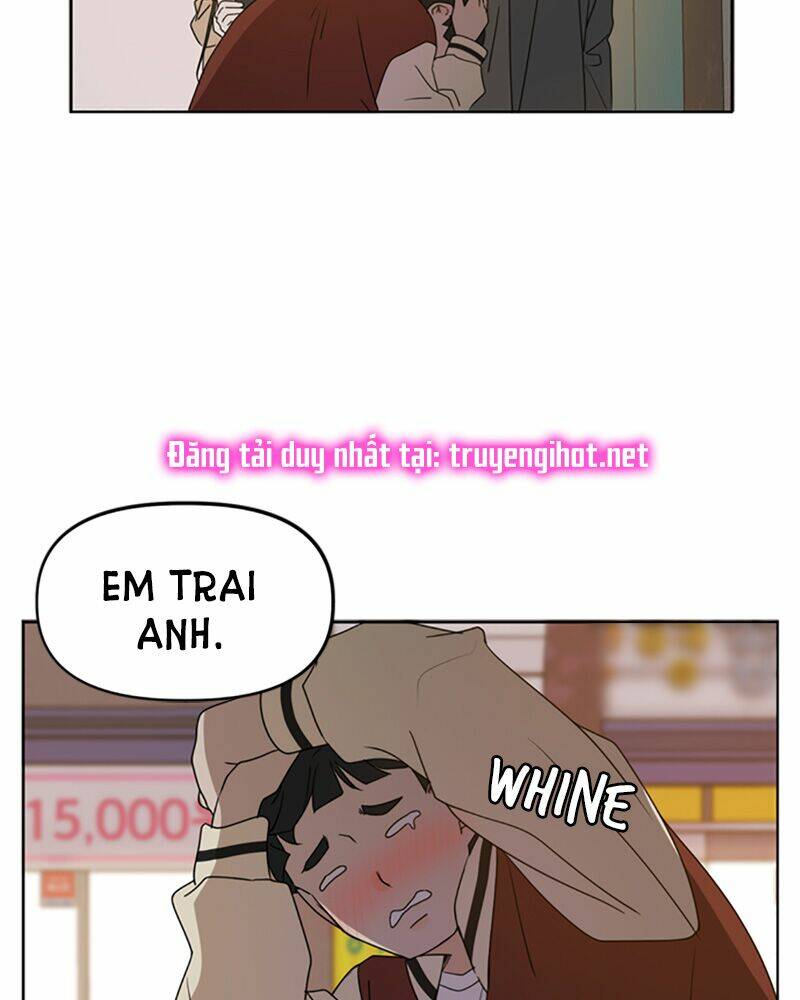 Đăng tải duy nhất tại: truyengihot.net
EM TRAI
ANH.
WHINE
15,000